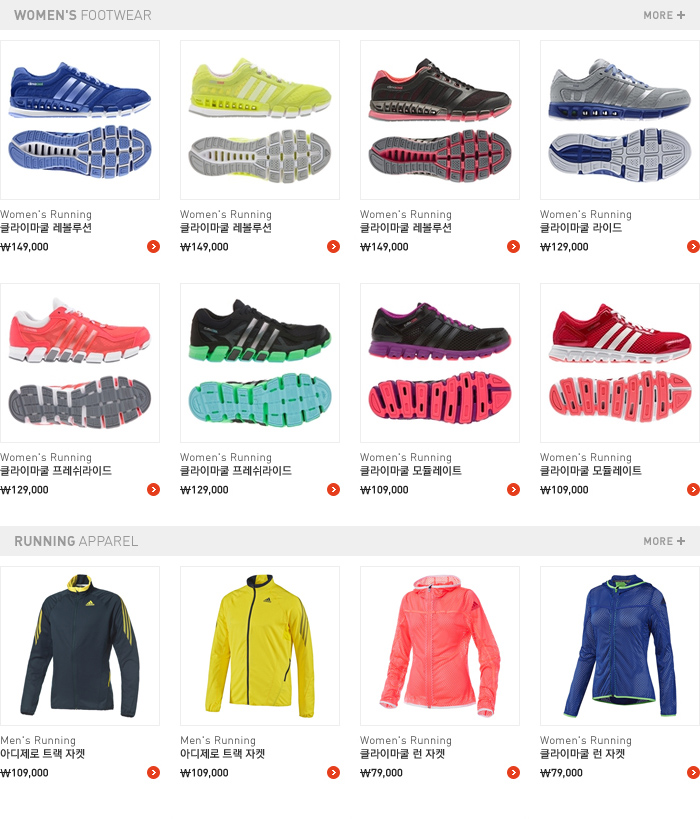 WOMEN'S FOOTWEAR MORE +
Women's Running Women's Running Women's Running Women's Running
클라이마쿨 레볼루션 클라이마쿨 레볼루션 클라이마쿨 레볼루션 클라이마쿨 라이드
₩149,000 ₩149,000 ₩149,000 ₩129,000
Women's Running Women's Running Women's Running Women's Running
클라이마쿨 프레쉬라이드 클라이마쿨 프레쉬라이드 클라이마쿨 모듈레이트 클라이마쿨 모듈레이트
₩129,000 ₩129,000 ₩109,000 ₩109,000
RUNNING APPAREL MORE +
Men's Running Men's Running Women's Running Women's Running
아디제로 트랙 자켓 아디제로 트랙 자켓 클라이마쿨 런 자켓 클라이마쿨 런 자켓
₩109,000 ₩109,000 ₩79,000 ₩79,000